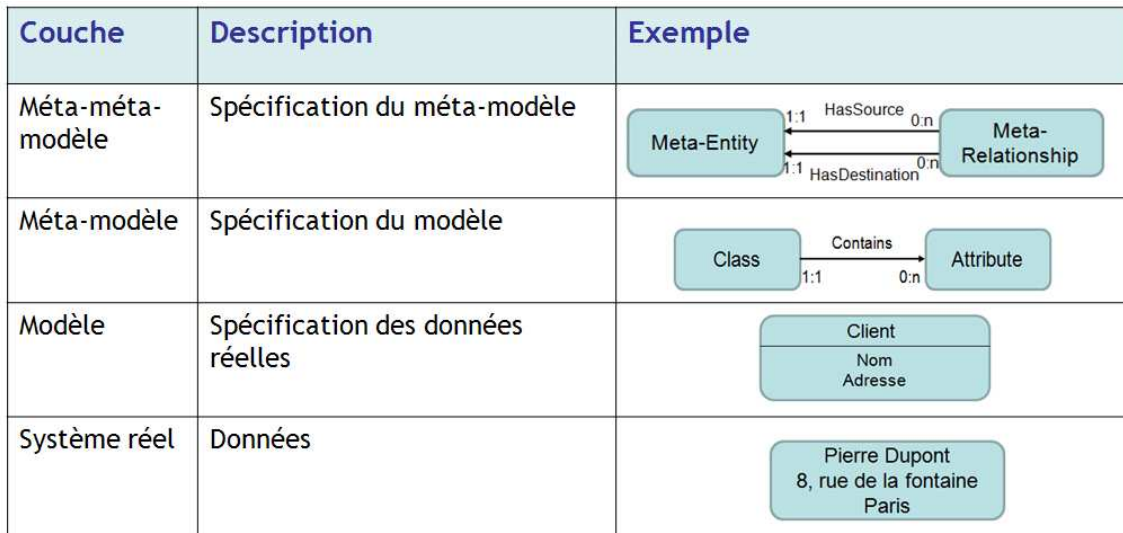 Couche
Description
Exemple
Méta-méta-
modèle
Spécification du méta-modèle
Meta-Entity
1:1
HasSource
0:n
1:1
HasDestination
0:n
Meta-
Relationship
Méta-modèle
Spécification du modèle
Class
Contains
1:1
0:n
Attribute
Modèle
Spécification des données
réelles
Client
Nom
Adresse
Système réel
Données
Pierre Dupont
8, rue de la fontaine
Paris